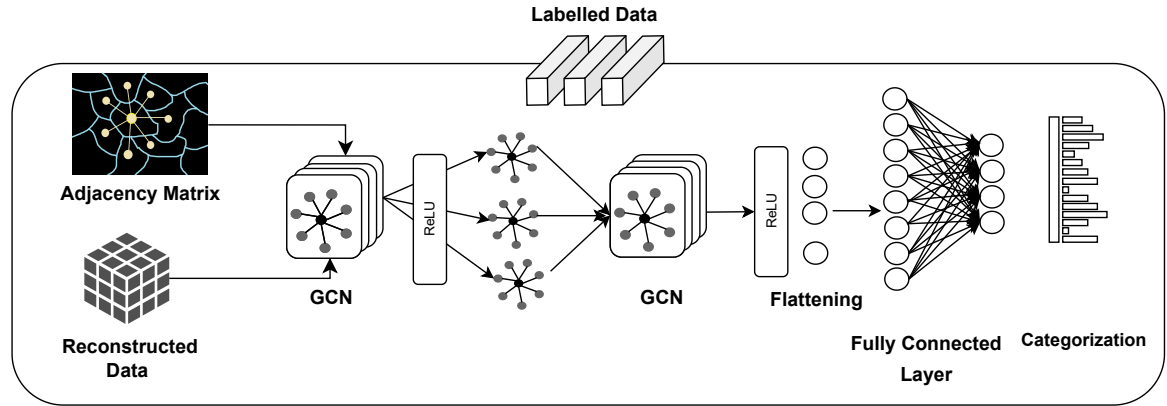 Labelled Data
Adjacency Matrix
Reconstructed
Data
GCN
ReLU
GCN
ReLU
Flattening
Fully Connected
Layer
Categorization